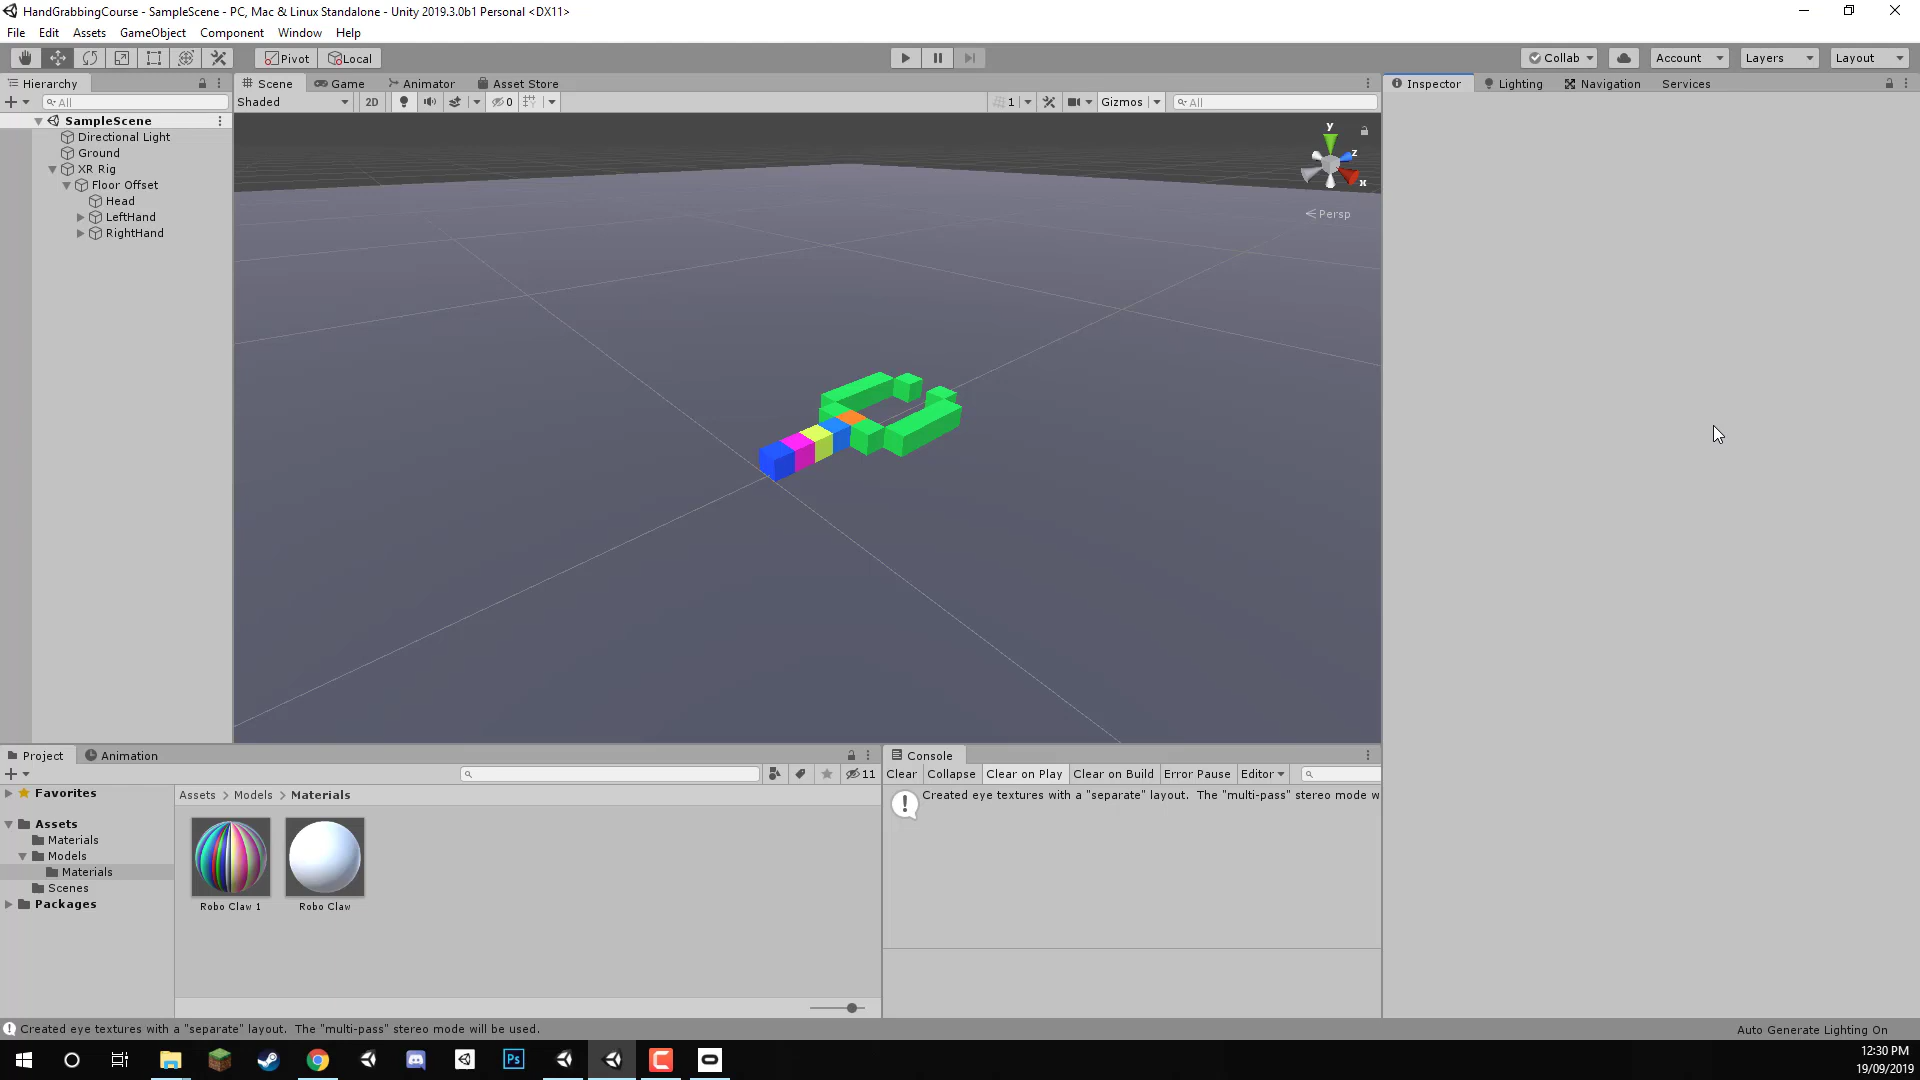 HandGrabbingCourse - SampleScene - PC, Mac & Linux Standalone - Unity 2019.3.0b1 Personal <DX11>
File Edit Assets GameObject Component Window Help
Pivot Local Collab Account Layers Layout
Hierarchy Scene Game Animator Asset Store Inspector Lighting Navigation Services
All Shaded 2D 0 1 Gizmos All
SampleScene
Directional Light
Ground
XR Rig
Floor Offset
Head
LeftHand
RightHand
y
z
x
Persp
Project Animation Console
11 Clear Collapse Clear on Play Clear on Build Error Pause Editor
Favorites
Assets
Materials
Models
Materials
Scenes
Packages
Assets > Models > Materials
Robo Claw 1 Robo Claw
Created eye textures with a "separate" layout. The "multi-pass" stereo mode w
Created eye textures with a "separate" layout. The "multi-pass" stereo mode will be used.
Auto Generate Lighting On
Ps
12:30 PM
19/09/2019